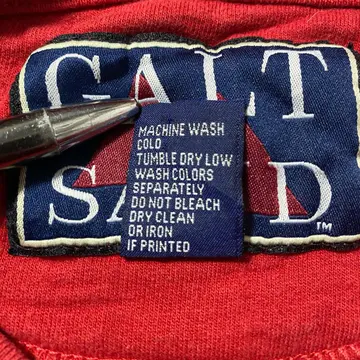 GALT
SAND
TM
MACHINE WASH
COLD
TUMBLE DRY LOW
WASH COLORS
SEPARATELY
DO NOT BLEACH
DRY CLEAN
OR IRON
IF PRINTED